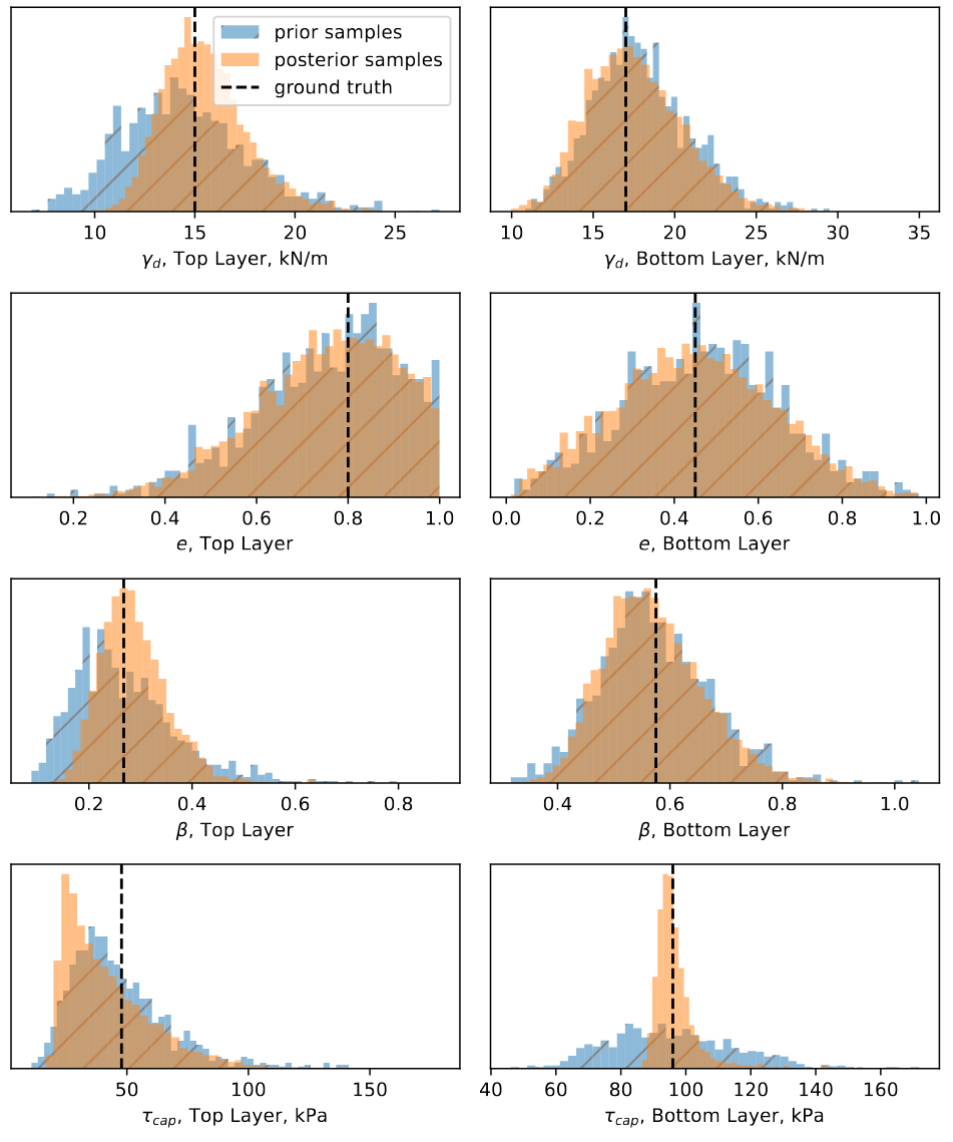 prior samples
posterior samples
ground truth
10 15 20 25
γd, Top Layer, kN/m
10 15 20 25 30 35
γd, Bottom Layer, kN/m
0.2 0.4 0.6 0.8 1.0
e, Top Layer
0.0 0.2 0.4 0.6 0.8 1.0
e, Bottom Layer
0.2 0.4 0.6 0.8
β, Top Layer
0.4 0.6 0.8 1.0
β, Bottom Layer
50 100 150
τcap, Top Layer, kPa
40 60 80 100 120 140 160
τcap, Bottom Layer, kPa